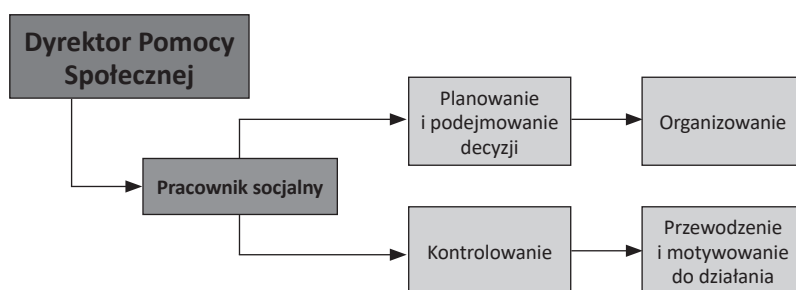 Dyrektor Pomocy
Społecznej
Planowanie
i podejmowanie
decyzji
Organizowanie
Pracownik socjalny
Kontrolowanie
Przewodzenie
i motywowanie
do działania